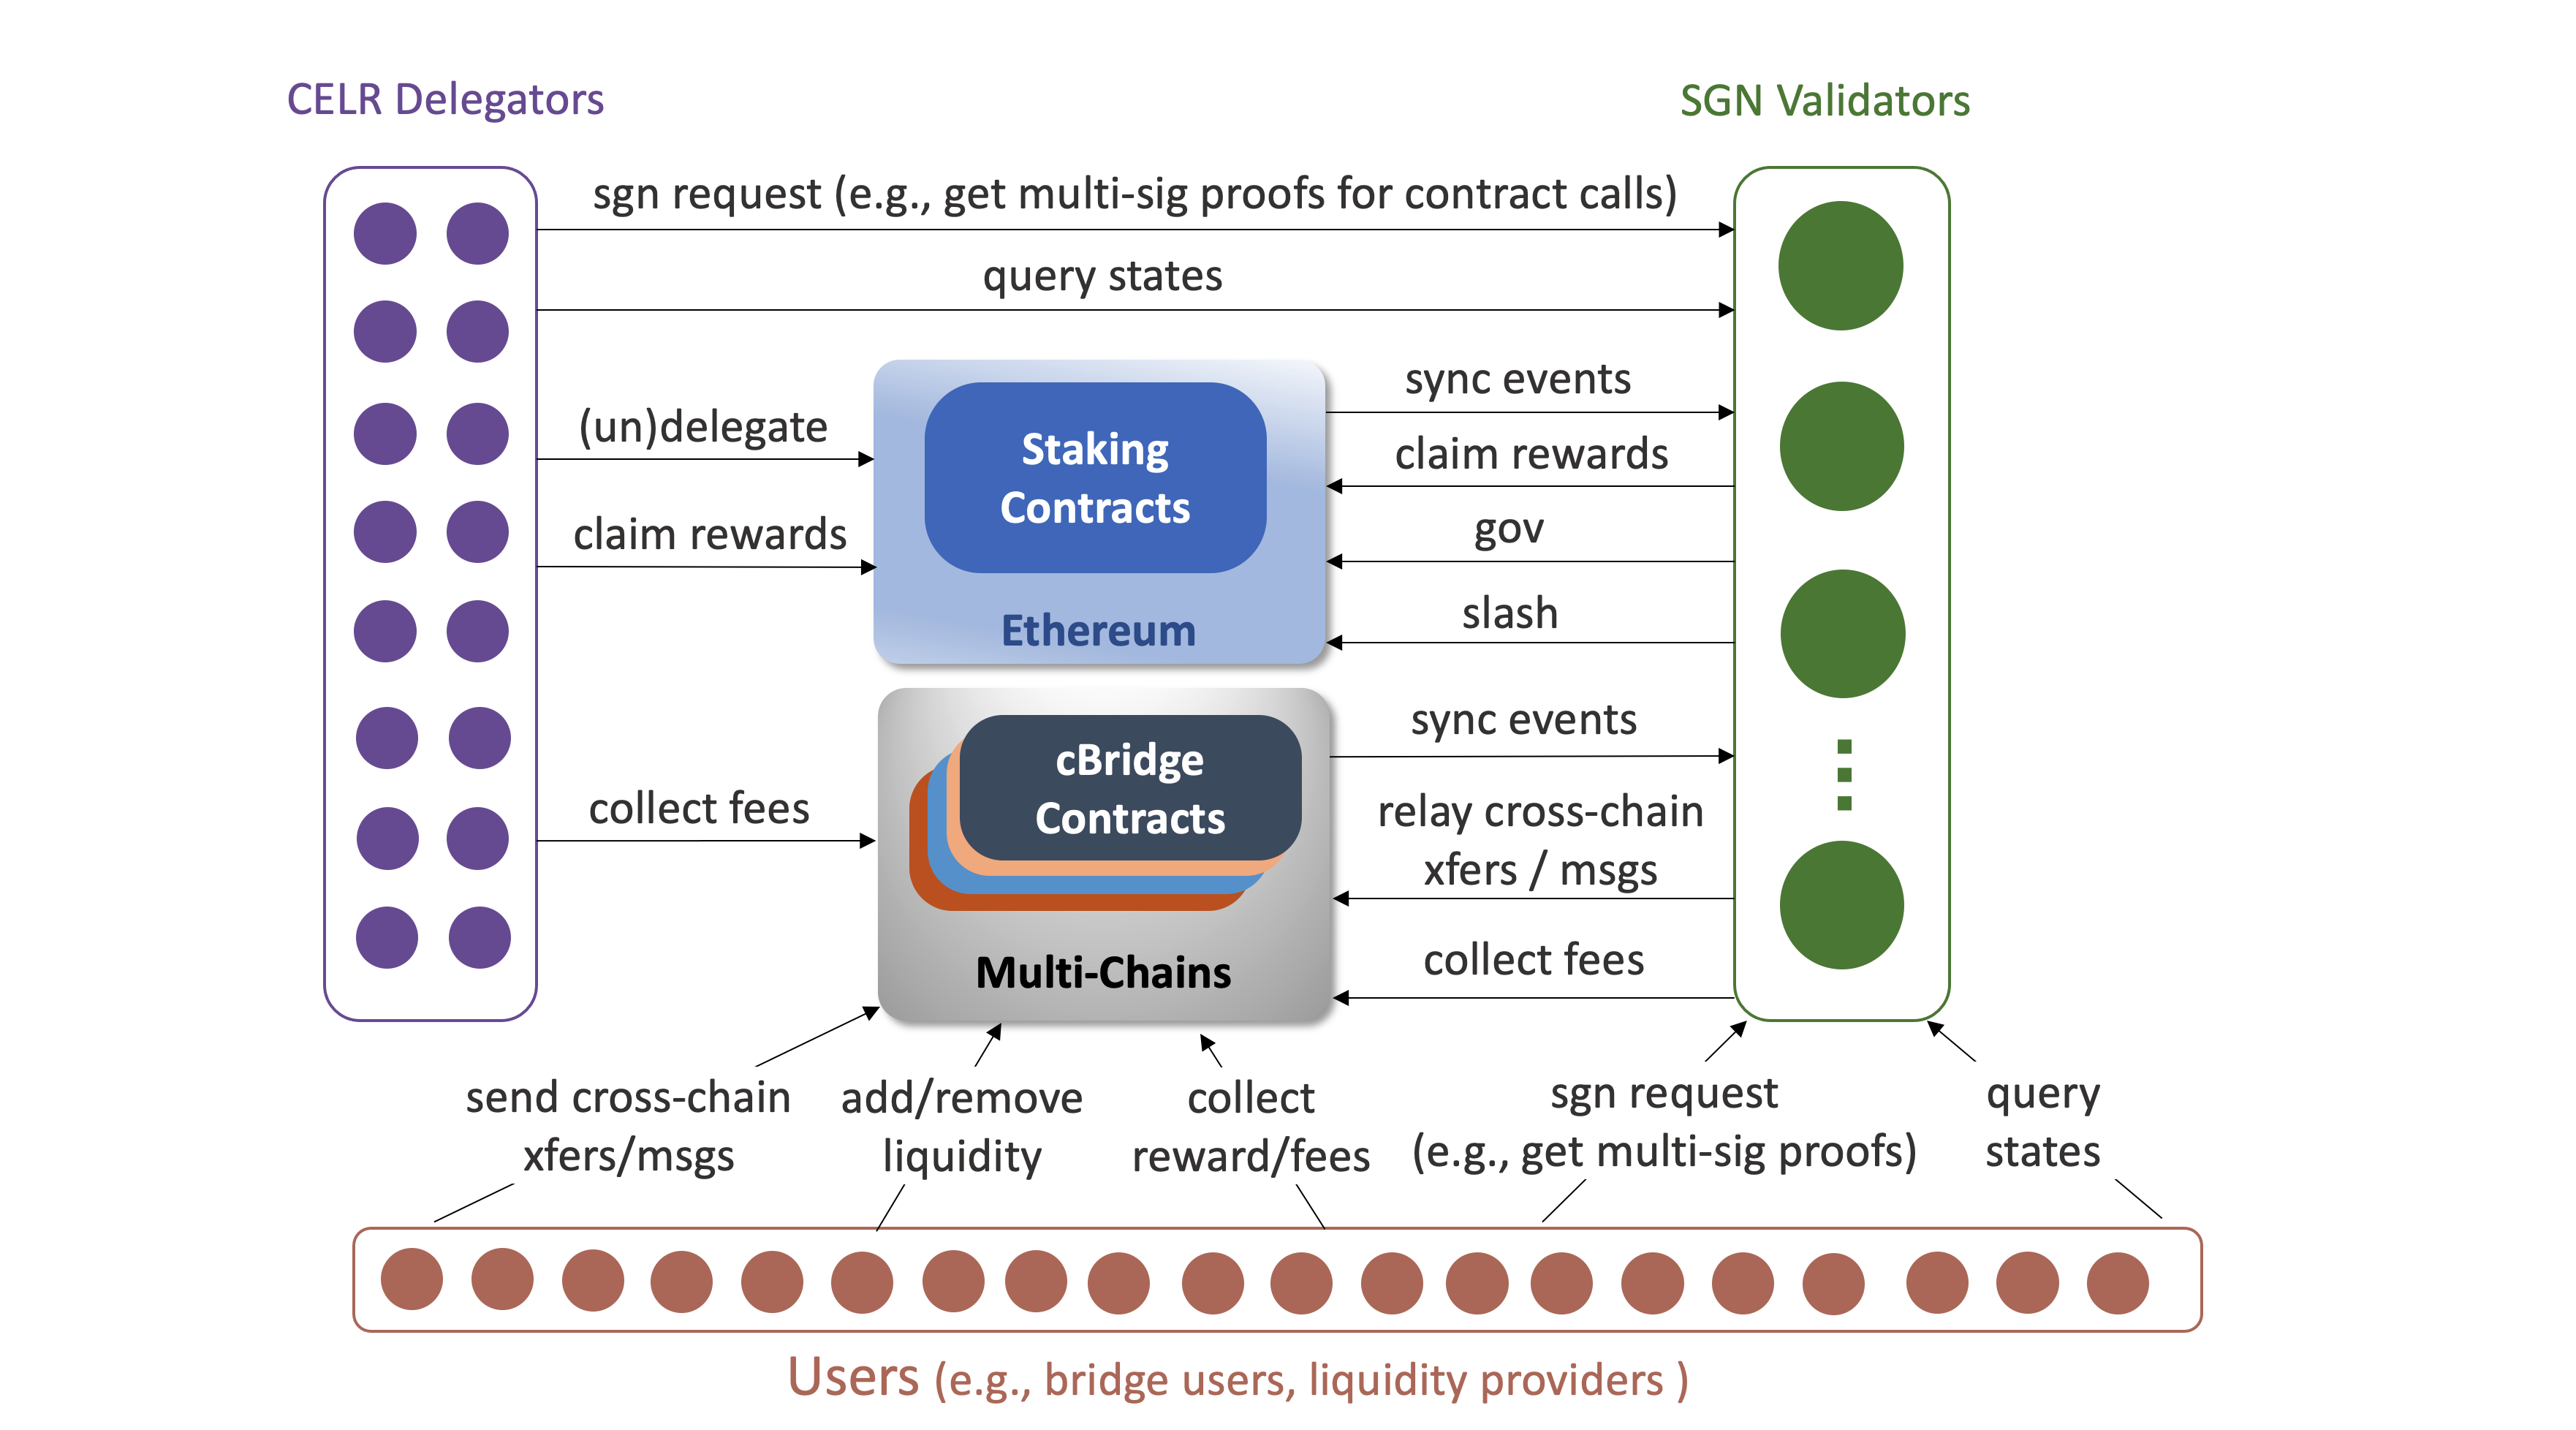 CELR Delegators
SGN Validators
sgn request (e.g., get multi-sig proofs for contract calls)
query states
(un)delegate
claim rewards
Staking
Contracts
Ethereum
sync events
claim rewards
gov
slash
collect fees
cBridge
Contracts
Multi-Chains
sync events
relay cross-chain
xfers / msgs
collect fees
send cross-chain
xfers/msgs
add/remove
liquidity
collect
reward/fees
sgn request
(e.g., get multi-sig proofs)
query
states
Users (e.g., bridge users, liquidity providers )